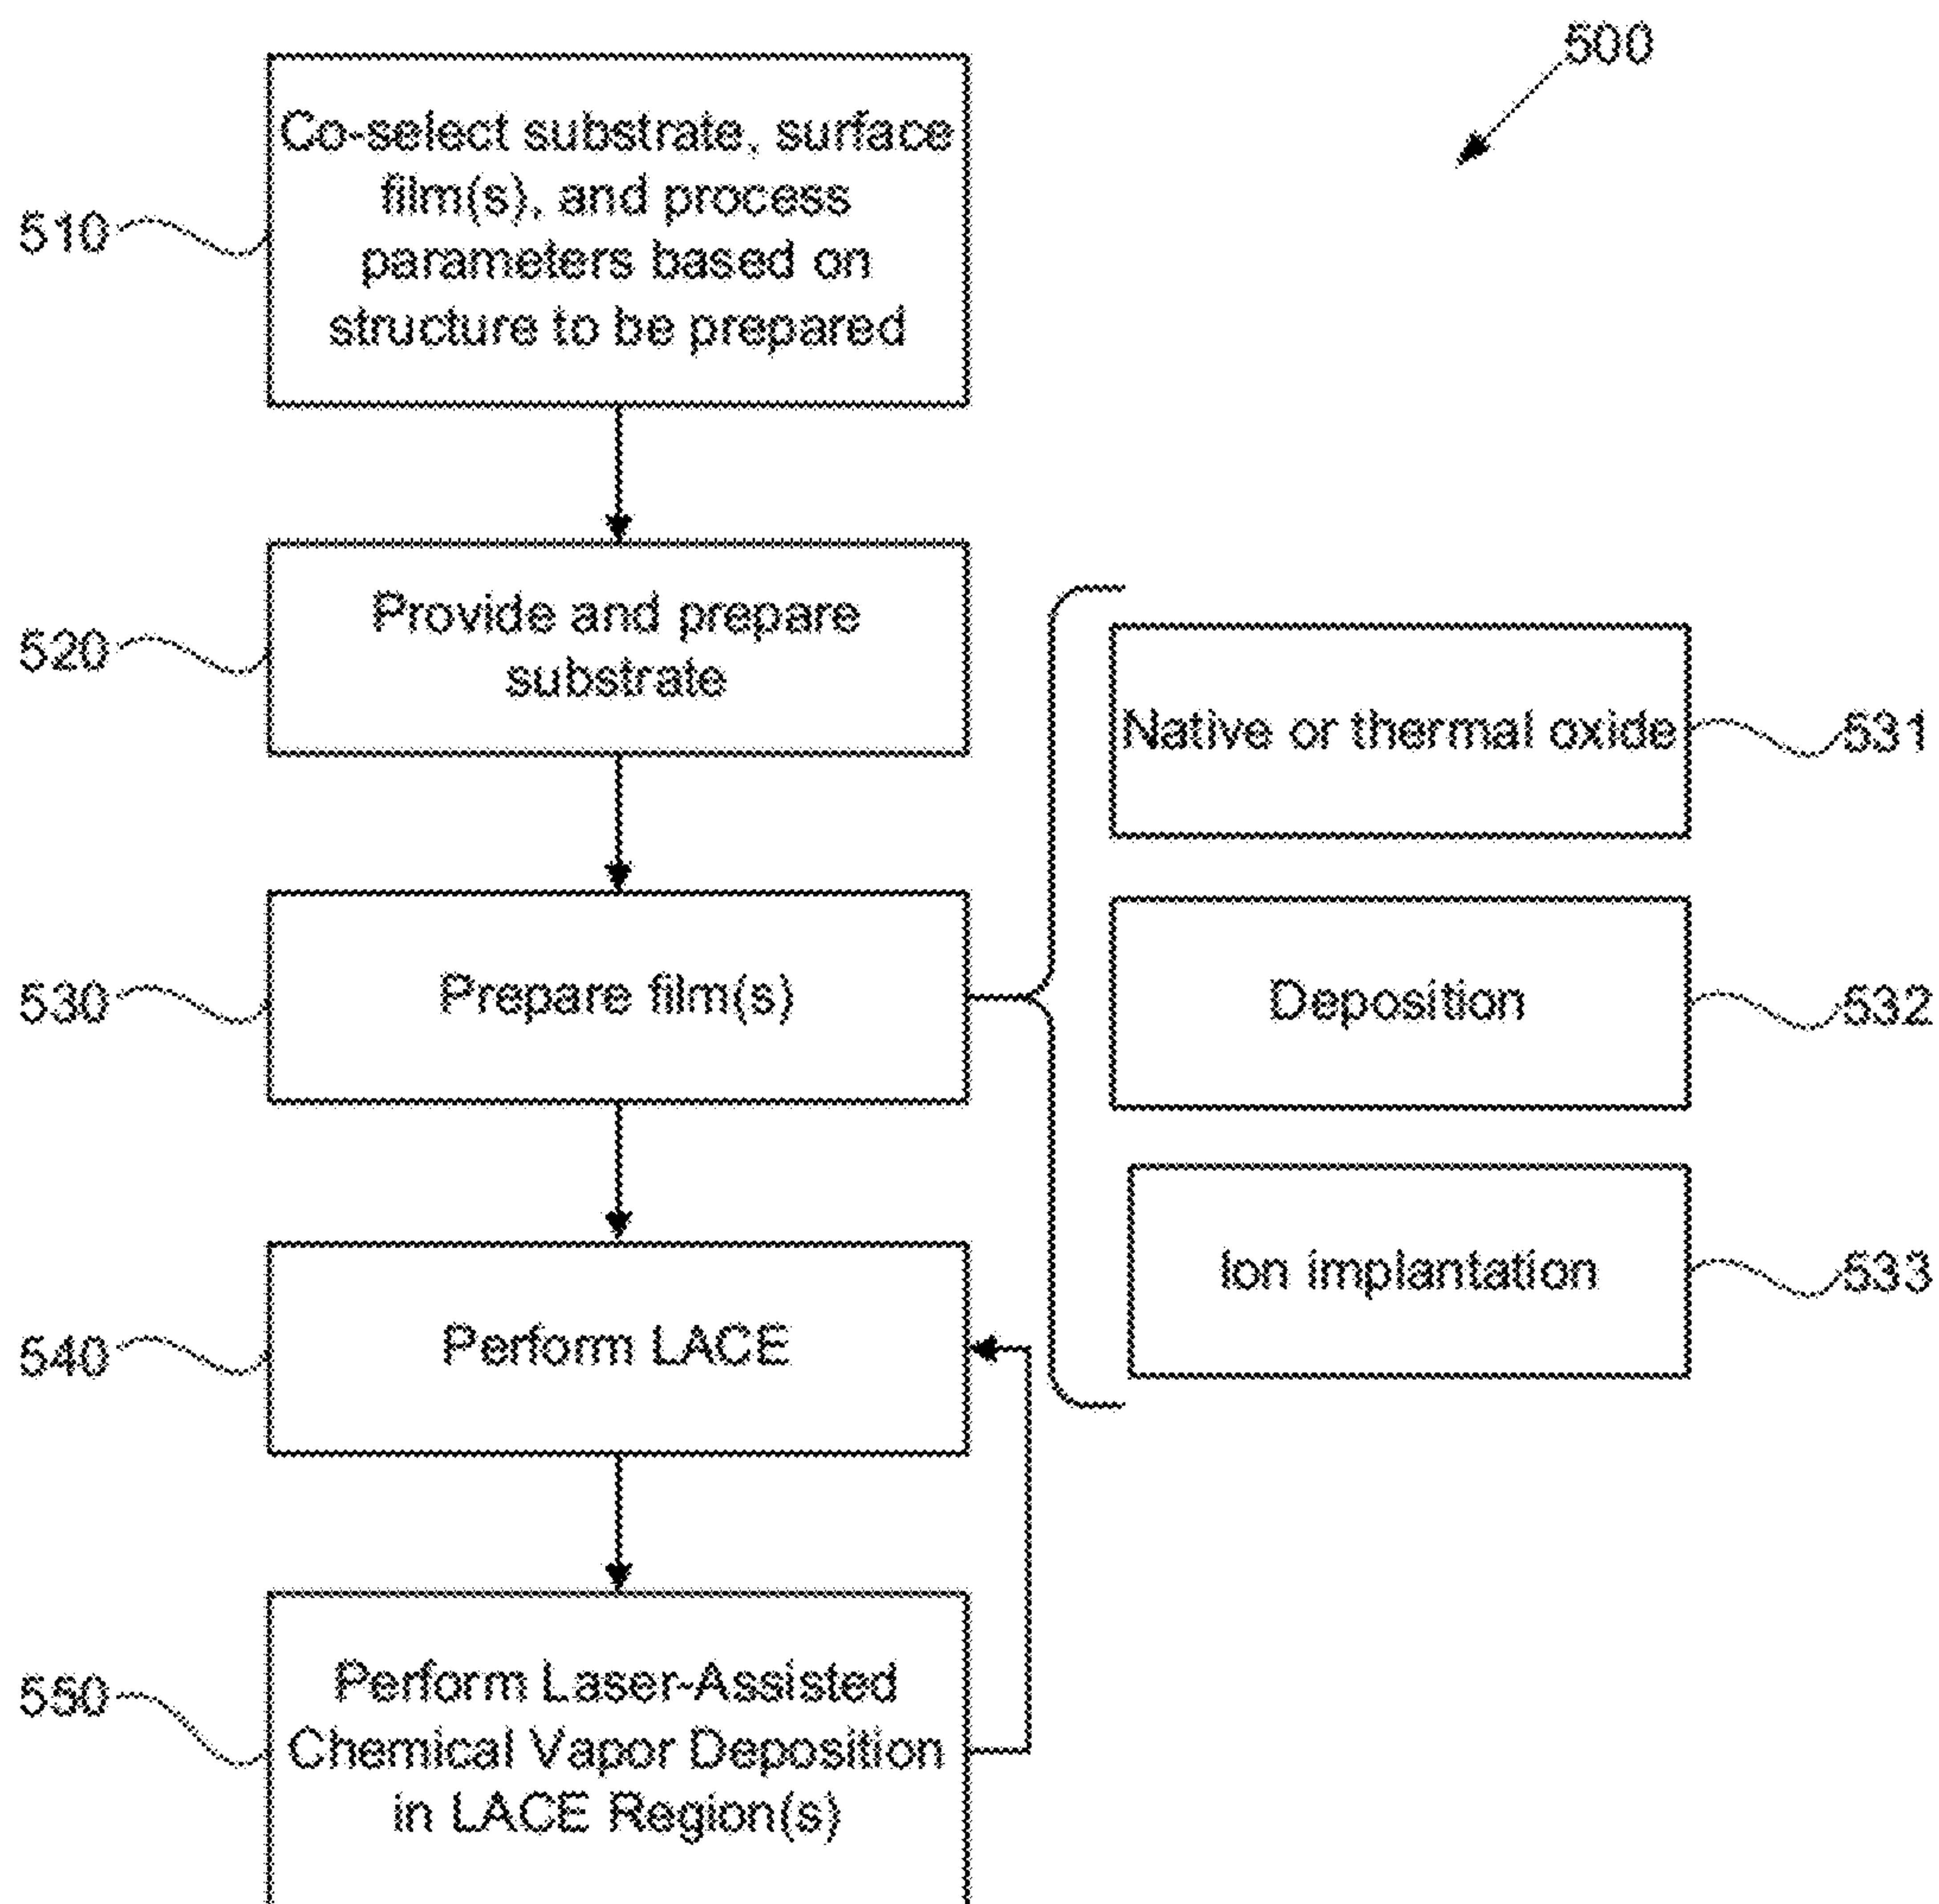 500
Co-select substrate, surface
film(s), and process
parameters based on
structure to be prepared
510
Provide and prepare
substrate
520
Native or thermal oxide
531
Prepare film(s)
530
Deposition
532
Ion implantation
533
Perform LACE
540
Perform Laser-Assisted
Chemical Vapor Deposition
in LACE Region(s)
550